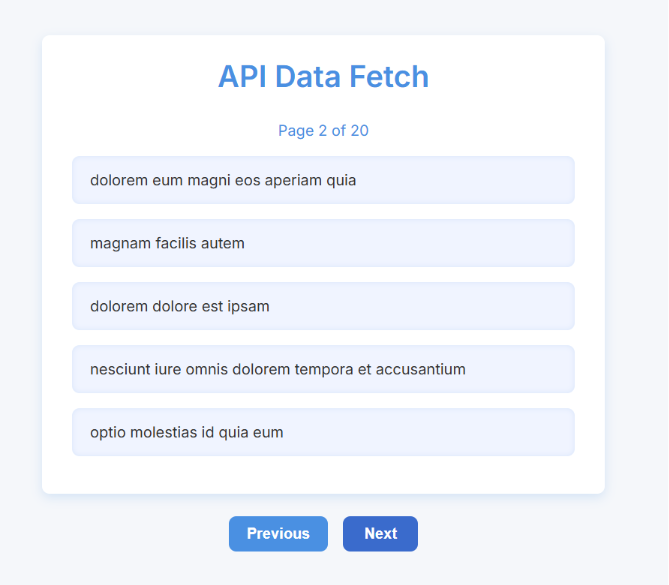 API Data Fetch
Page 2 of 20
dolorem eum magni eos aperiam quia
magnam facilis autem
dolorem dolore est ipsam
nesciunt iure omnis dolorem tempora et accusantium
optio molestias id quia eum
Previous
Next